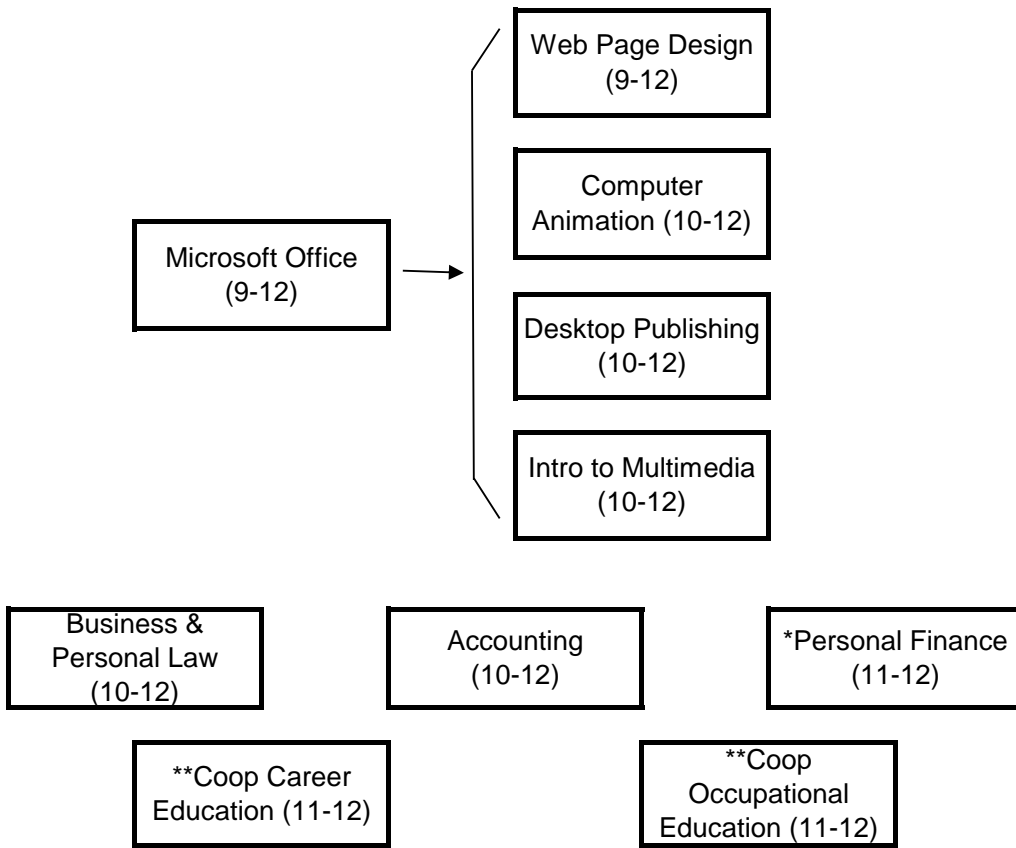 Web Page Design
(9-12)
Computer
Animation (10-12)
Microsoft Office
(9-12)
Desktop Publishing
(10-12)
Intro to Multimedia
(10-12)
Business &
Personal Law
(10-12)
Accounting
(10-12)
*Personal Finance
(11-12)
**Coop Career
Education (11-12)
**Coop
Occupational
Education (11-12)